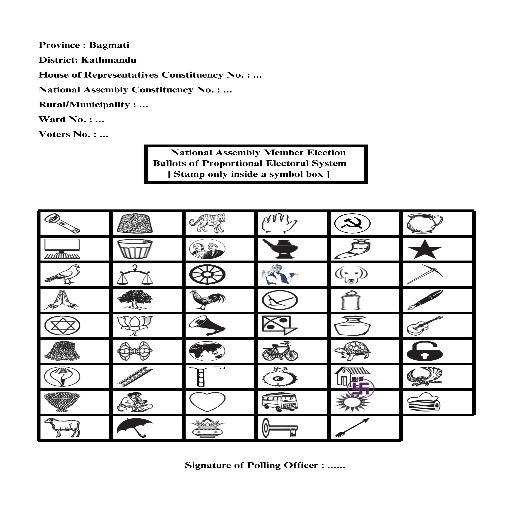 Province : Bagmati
District: Kathmandu
House of Representatives Constituency No. : ...
National Assembly Constituency No. : ...
Rural/Municipality : ...
Ward No. : ...
Voters No. : ...
National Assembly Member Election
Ballots of Proportional Electoral System
[ Stamp only inside a symbol box ]
Signature of Polling Officer : ......